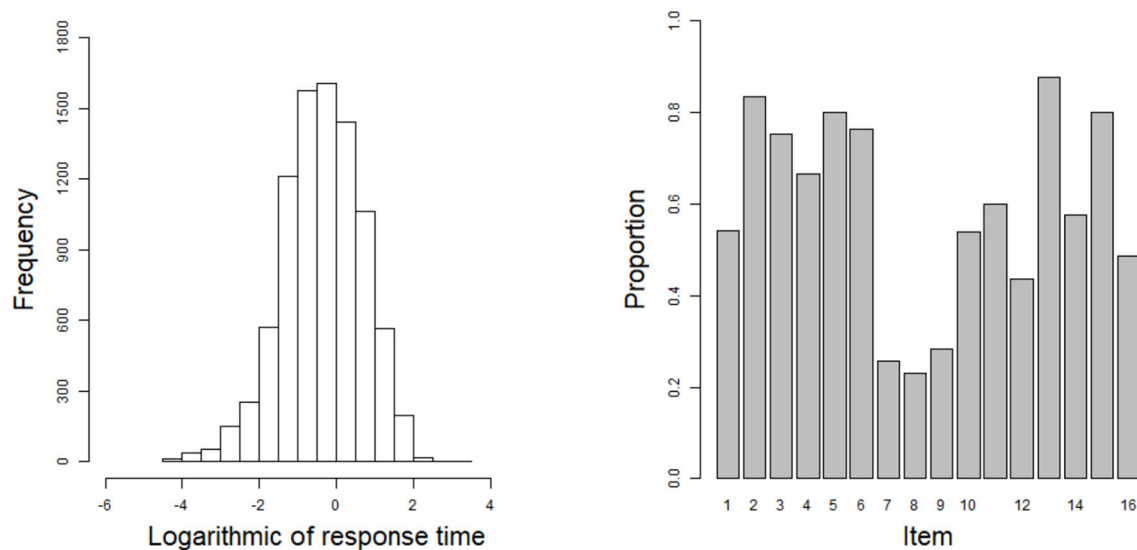 Frequency
0 300 600 900 1200 1500 1800
-6 -4 -2 0 2 4
Logarithmic of response time
Proportion
0.0 0.2 0.4 0.6 0.8 1.0
1 2 3 4 5 6 7 8 9 10 12 14 16
Item